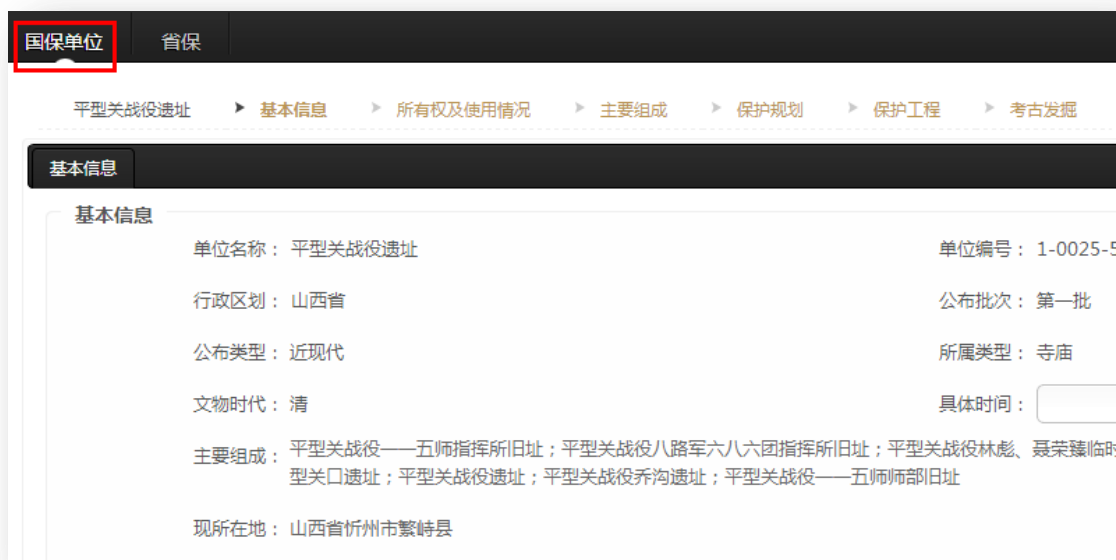 国保单位 省保
平型关战役遗址 基本信息 所有权及使用情况 主要组成 保护规划 保护工程 考古发掘
基本信息
基本信息
单位名称： 平型关战役遗址 单位编号： 1-0025-5
行政区划： 山西省 公布批次： 第一批
公布类型： 近现代 所属类型： 寺庙
文物时代： 清 具体时间：
主要组成： 平型关战役——五师指挥所旧址；平型关战役八路军六八六团指挥所旧址；平型关战役林彪、聂荣臻临时
型关口遗址；平型关战役遗址；平型关战役乔沟遗址；平型关战役——五师师部旧址
现所在地： 山西省忻州市繁峙县